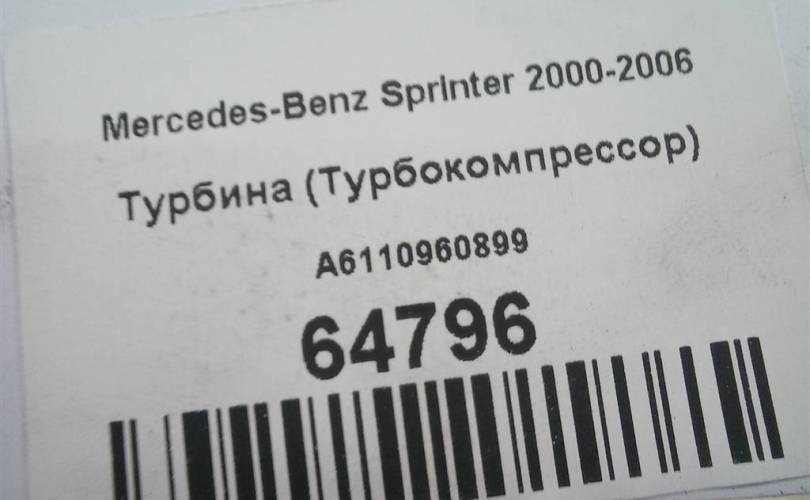 Mercedes-Benz Sprinter 2000-2006
Турбина (Турбокомпрессор)
A6110960899
64796